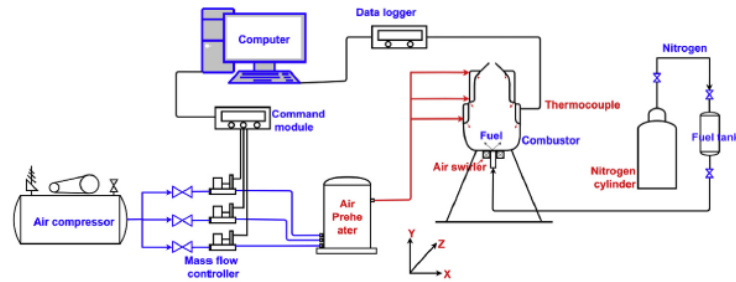 Data logger
Computer
Nitrogen
Thermocouple
Command
module
Fuel
Combustor
Fuel tank
Air swirler
Nitrogen
cylinder
Air compressor
Air
Prehe
ater
Mass flow
controller
Y
Z
X